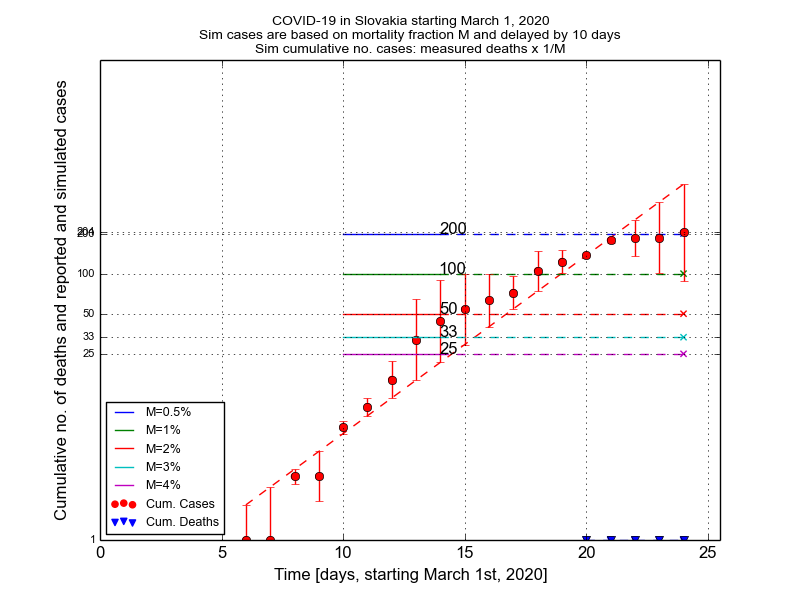 COVID-19 in Slovakia starting March 1, 2020
Sim cases are based on mortality fraction M and delayed by 10 days
Sim cumulative no. cases: measured deaths x 1/M
Cumulative no. of deaths and reported and simulated cases
204
200
100
50
33
25
1
200
100
50
33
25
M=0.5%
M=1%
M=2%
M=3%
M=4%
Cum. Cases
Cum. Deaths
0
5
10
15
20
25
Time [days, starting March 1st, 2020]